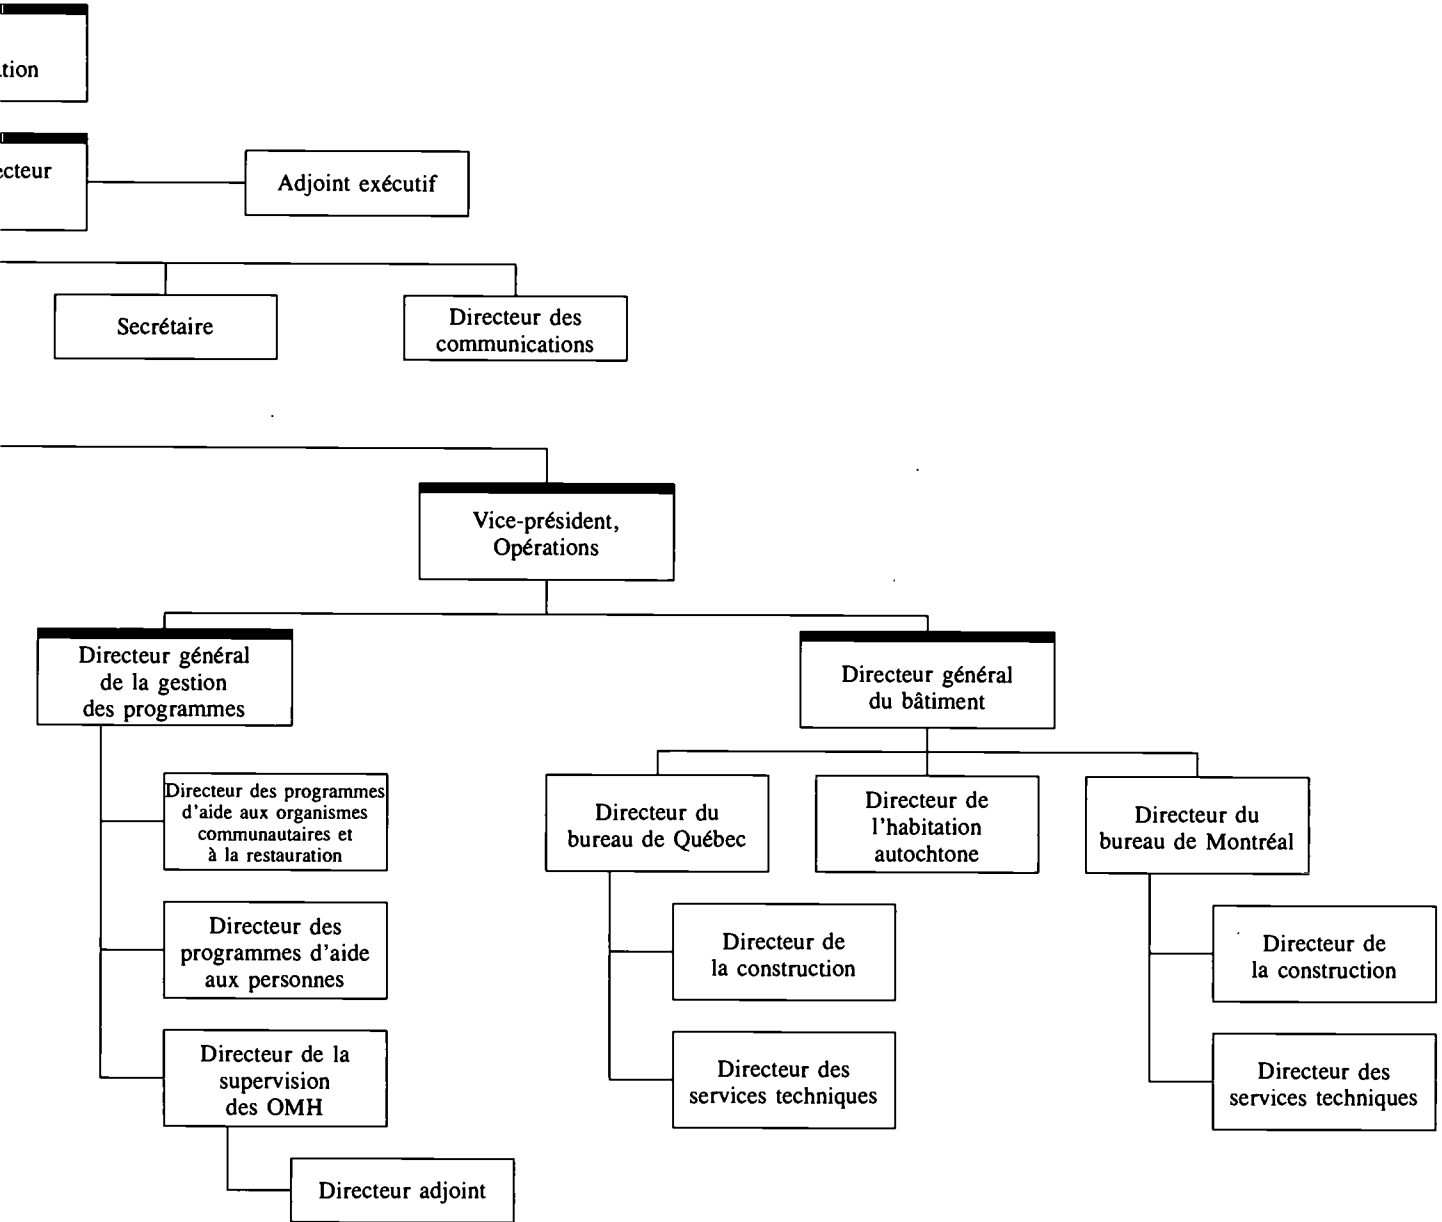 Adjoint exécutif
Secrétaire
Directeur des
communications
Vice-président,
Opérations
Directeur général
de la gestion
des programmes
Directeur des programmes
d'aide aux organismes
communautaires et
à la restauration
Directeur des
programmes d'aide
aux personnes
Directeur de la
supervision
des OMH
Directeur adjoint
Directeur général
du bâtiment
Directeur du
bureau de Québec
Directeur de
la construction
Directeur des
services techniques
Directeur de
l'habitation
autochtone
Directeur du
bureau de Montréal
Directeur de
la construction
Directeur des
services techniques